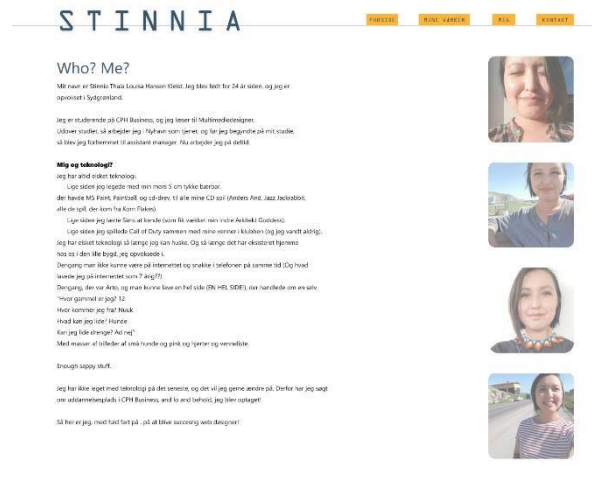 STINNIA
FORSIDE
MINE VÆRKER
MIG
KONTAKT
Who? Me?
Mit navn er Stinnia Thala Louisa Hansen Kleist. Jeg blev født for 24 år siden, og jeg er
opvokset i Sydgrønland.
Jeg er studerende på CPH Business, og jeg læser til Multimediedesigner.
Udover studiet, så arbejder jeg i Nyhavn som tjener, og før jeg begyndte på mit studie,
så blev jeg forfremmet til assistant manager. Nu arbejder jeg på deltid.
Mig og teknologi?
Jeg har altid elsket teknologi.
Lige siden jeg legede med min mors 5 cm tykke bærbar,
der havde MS Paint, Paintball, og cd-drev, til alle mine CD spil (Anders And, Jazz Jackrabbit,
alle de spil, der kom fra Korn Flakes)
Lige siden jeg lærte Sims at kende (som fik vækket min indre Arkitekt Goddess).
Lige siden jeg spillede Call of Duty sammen med mine venner i klubben (og jeg vandt aldrig).
Jeg har elsket teknologi så længe jeg kan huske. Og så længe det har eksisteret hjemme
hos os i den lille bygd, jeg opvoksede i.
Dengang man ikke kunne være på internettet og snakke i telefonen på samme tid (Og hvad
lavede jeg på internettet som 7 årig??)
Dengang, der var Arto, og man kunne lave en hel side (EN HEL SIDE!), der handlede om en selv.
"Hvor gammel er jeg? 12
Hvor kommer jeg fra? Nuuk
Hvad kan jeg lide? Hunde
Kan jeg lide drenge? Ad nej"
Med masser af billeder af små hunde og pink og hjerter og venneliste.
Enough sappy stuff.
Jeg har ikke leget med teknologi på det seneste, og det vil jeg gerne ændre på. Derfor har jeg søgt
om uddannelsesplads i CPH Business, and lo and behold, jeg blev optaget!
Så her er jeg, med fuld fart på , på at blive succesrig web designer!